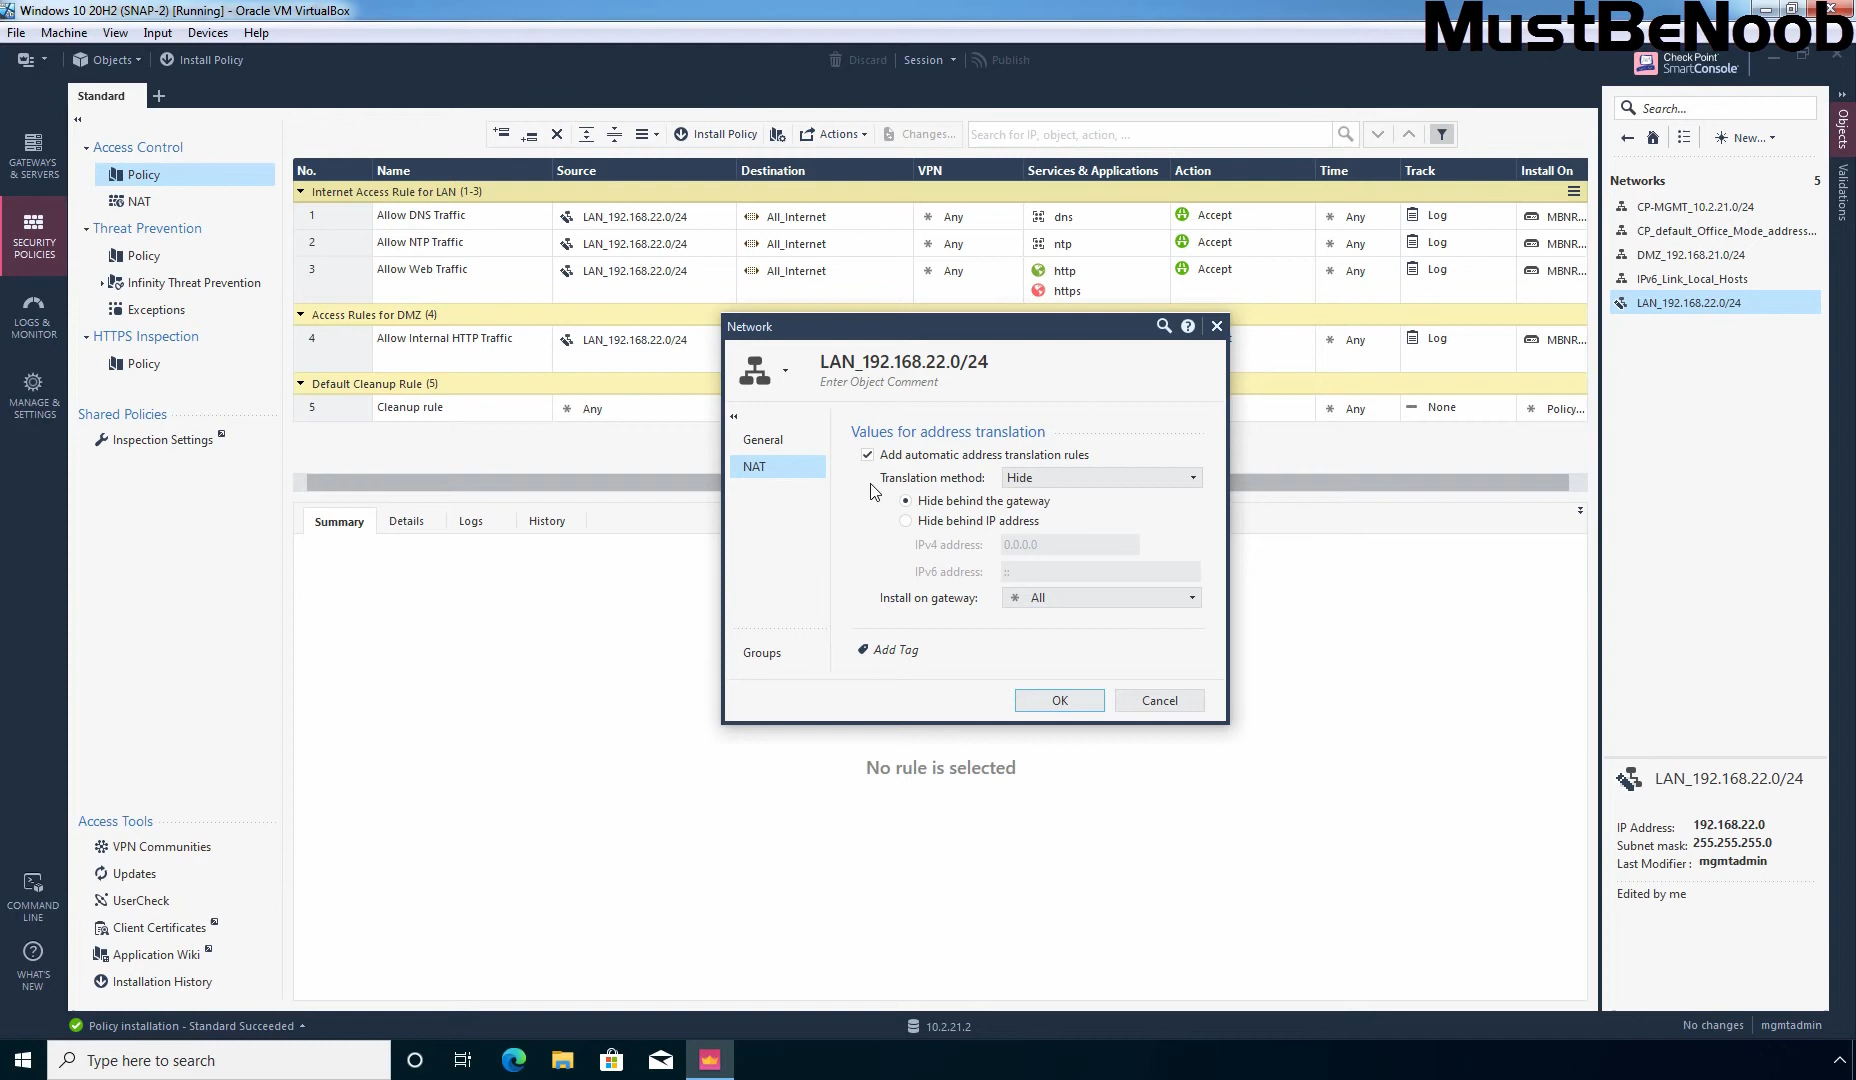 Windows 10 20H2 (SNAP-2) [Running] - Oracle VM VirtualBox
MustBeNoob
File Machine View Input Devices Help
Objects Install Policy Discard Session Publish
Check Point
SmartConsole
Standard
Search...
Install Policy Actions Changes... Search for IP, object, action, ...
New...
Objects
Validations
GATEWAYS
& SERVERS
SECURITY
POLICIES
LOGS &
MONITOR
MANAGE &
SETTINGS
COMMAND
LINE
WHAT'S
NEW
Access Control
Policy
NAT
Threat Prevention
Policy
Infinity Threat Prevention
Exceptions
HTTPS Inspection
Policy
Shared Policies
Inspection Settings
Access Tools
VPN Communities
Updates
UserCheck
Client Certificates
Application Wiki
Installation History
No. Name Source Destination VPN Services & Applications Action Time Track Install On
Internet Access Rule for LAN (1-3)
1 Allow DNS Traffic LAN_192.168.22.0/24 * All_Internet * Any dns Accept * Any Log MBNR...
2 Allow NTP Traffic LAN_192.168.22.0/24 All_Internet * Any ntp Accept * Any Log MBNR...
3 Allow Web Traffic LAN_192.168.22.0/24 All_Internet * Any http Accept * Any Log MBNR...
https
Access Rules for DMZ (4)
4 Allow Internal HTTP Traffic LAN_192.168.22.0/24 * Any Log MBNR...
Default Cleanup Rule (5)
5 Cleanup rule * Any * Any None * Policy...
Summary Details Logs History
No rule is selected
Network
LAN_192.168.22.0/24
Enter Object Comment
General
NAT
Groups
Values for address translation
Add automatic address translation rules
Translation method: Hide
Hide behind the gateway
Hide behind IP address
IPv4 address: 0.0.0.0
IPv6 address: ::
Install on gateway: * All
Add Tag
OK Cancel
Networks 5
CP-MGMT_10.2.21.0/24
CP_default_Office_Mode_address...
DMZ_192.168.21.0/24
IPv6_Link_Local_Hosts
LAN_192.168.22.0/24
LAN_192.168.22.0/24
IP Address: 192.168.22.0
Subnet mask: 255.255.255.0
Last Modifier : mgmtadmin
Edited by me
Policy installation - Standard Succeeded 10.2.21.2 No changes mgmtadmin
Type here to search